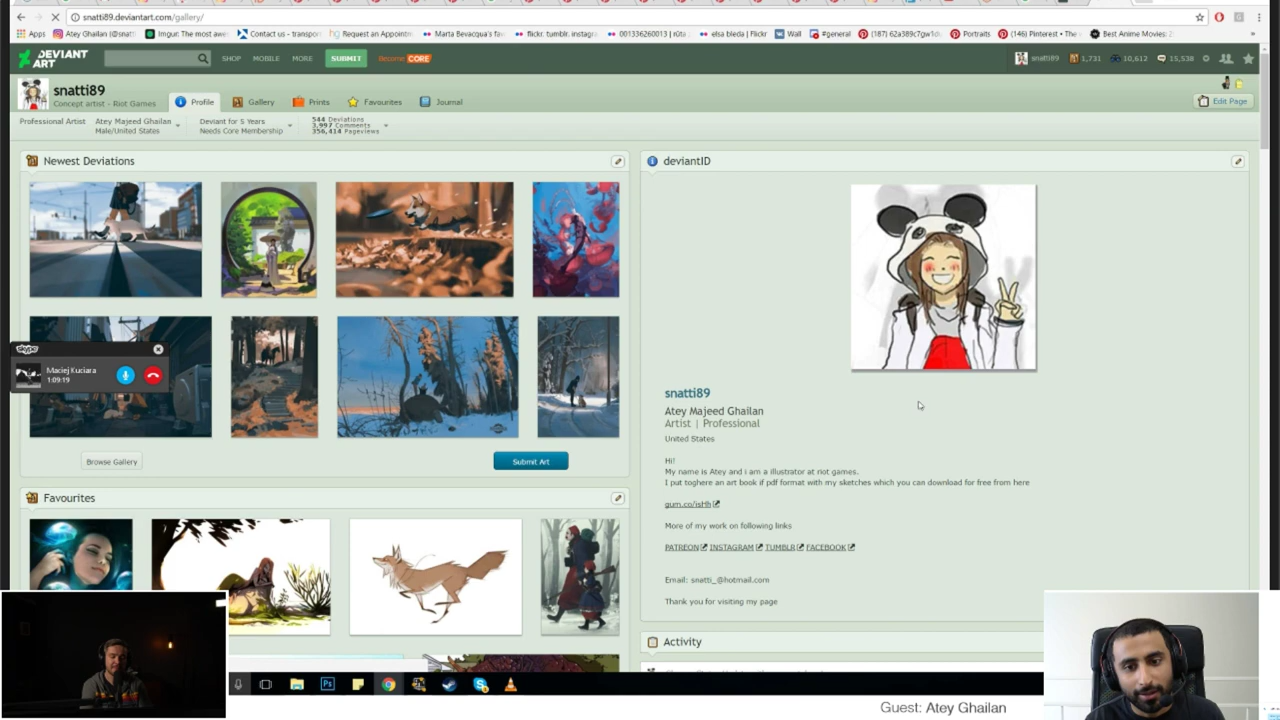 snatti89.deviantart.com/gallery/
Apps
Atey Ghailan (@snatt
Imgur: The most awe
Contact us - transpor
Request an Appointm
Marta Bevacqua's fav
flickr, tumblr, instagra
elsa bleda | Flickr
Wall
#general
Portraits
(146) Pinterest • The
Best Anime Movies: 2
DEVIANT
ART
SHOP
MOBILE
MORE
SUBMIT
Become CORE
snatti89
1,731
10,612
15,538
snatti89
Concept artist - Riot Games
Profile
Gallery
Prints
Favourites
Journal
Edit Page
Professional Artist
Atey Majeed Ghailan
Male/United States
Deviant for 5 Years
Needs Core Membership
544 Deviations
3,997 Comments
356,414 Pageviews
Newest Deviations
skype
Maciej Kuciara
1:09:19
Browse Gallery
Submit Art
Favourites
deviantID
snatti89
Atey Majeed Ghailan
Artist | Professional
United States
Hi!
My name is Atey and i am a illustrator at riot games.
I put toghere an art book if pdf format with my sketches which you can download for free from here
gum.co/isHh
More of my work on following links
PATREON INSTAGRAM TUMBLR FACEBOOK
Email: snatti_@hotmail.com
Thank you for visiting my page
Activity
Ps
Guest: Atey Ghailan